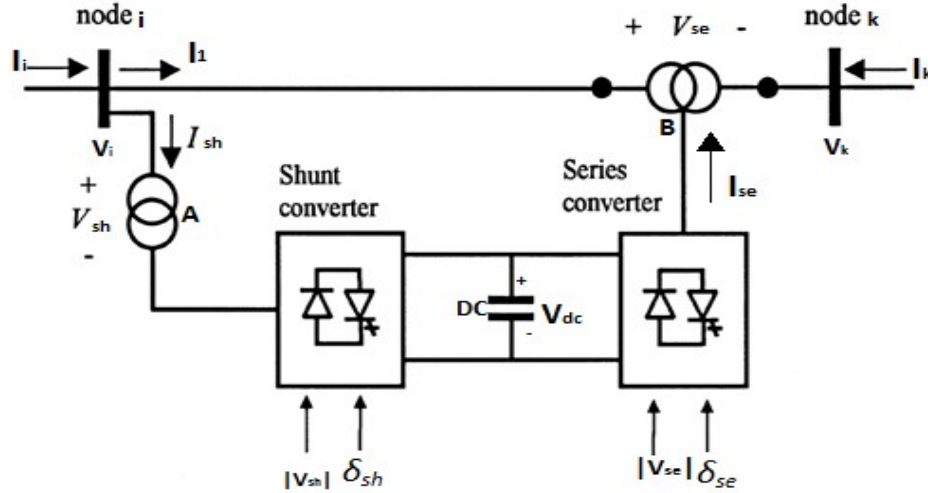 node i
node k
+ Vse -
Ii
I1
Ik
B
Vi
Ish
Vk
+
Vsh
-
A
Shunt
converter
Series
converter
Ise
DC
+
-
Vdc
|Vsh|
δsh
|Vse|
δse